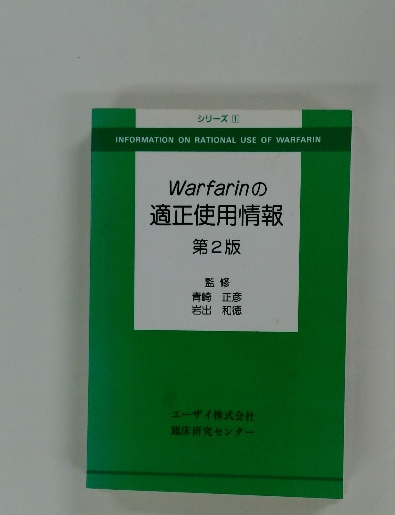 シリーズ 1
INFORMATION ON RATIONAL USE OF WARFARIN
Warfarinの
適正使用情報
第2版
監修
青崎 正彦
岩出 和徳
エーザイ株式会社
臨床研究センター